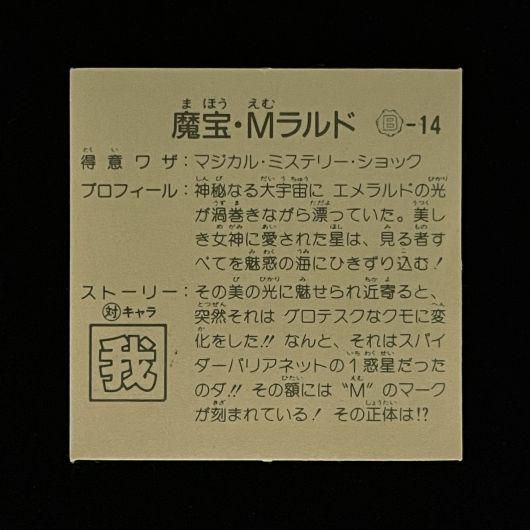 魔宝・Mラルド Ⓑ-14
得意ワザ：マジカル・ミステリー・ショック
プロフィール：神秘なる大宇宙に エメラルドの光
が渦巻きながら漂っていた。美し
き女神に愛された星は、見る者す
べてを魅惑の海にひきずり込む！
ストーリー：その美の光に魅せられ近寄ると、
㊥キャラ 突然それは グロテスクなクモに変
我 化をした!! なんと、それはスパイ
ダーバリアネットの１惑星だった
のダ!! その額には “M” のマーク
が刻まれている！ その正体は!?